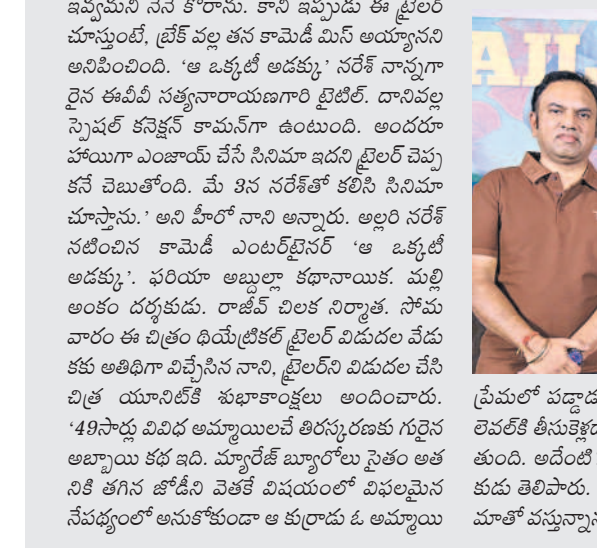 ఇవ్వమని నేనే కోరాను. కానీ ఇప్పుడు ఈ ట్రైలర్
చూస్తుంటే, బ్రేక్ వల్ల తన కామెడీ మిస్ అయ్యానని
అనిపించింది. 'ఆ ఒక్కటీ అడక్కు' నరేశ్ నాన్నగా
రైన ఈవీవీ సత్యనారాయణగారి టైటిల్. దానివల్ల
స్పెషల్ కనెక్షన్ కామన్‌గా ఉంటుంది. అందరూ
హాయిగా ఎంజాయ్ చేసే సినిమా ఇదని ట్రైలర్ చెప్ప
కనే చెబుతోంది. మే 3న నరేశ్‌తో కలిసి సినిమా
చూస్తాను.' అని హీరో నాని అన్నారు. అల్లరి నరేశ్
నటించిన కామెడీ ఎంటర్‌టైనర్ 'ఆ ఒక్కటీ
అడక్కు'. ఫరియా అబ్దుల్లా కథానాయిక. మల్లి
అంకం దర్శకుడు. రాజీవ్ చిలక నిర్మాత. సోమ
వారం ఈ చిత్రం థియేట్రికల్ ట్రైలర్ విడుదల వేడు
కకు అతిథిగా విచ్చేసిన నాని, ట్రైలర్‌ని విడుదల చేసి
చిత్ర యూనిట్‌కి శుభాకాంక్షలు అందించారు.
'49సార్లు వివిధ అమ్మాయిలచే తిరస్కరణకు గురైన
అబ్బాయి కథ ఇది. మ్యారేజ్ బ్యూరోలు సైతం అత
నికి తగిన జోడీని వెతకే విషయంలో విఫలమైన
నేపథ్యంలో అనుకోకుండా ఆ కుర్రాడు ఓ అమ్మాయి
ప్రేమలో పడ్డాడ
లెవల్‌కి తీసుకెళ్ల
తుంది. అదేంటి
కుడు తెలిపారు.
మాతో వస్తున్నా